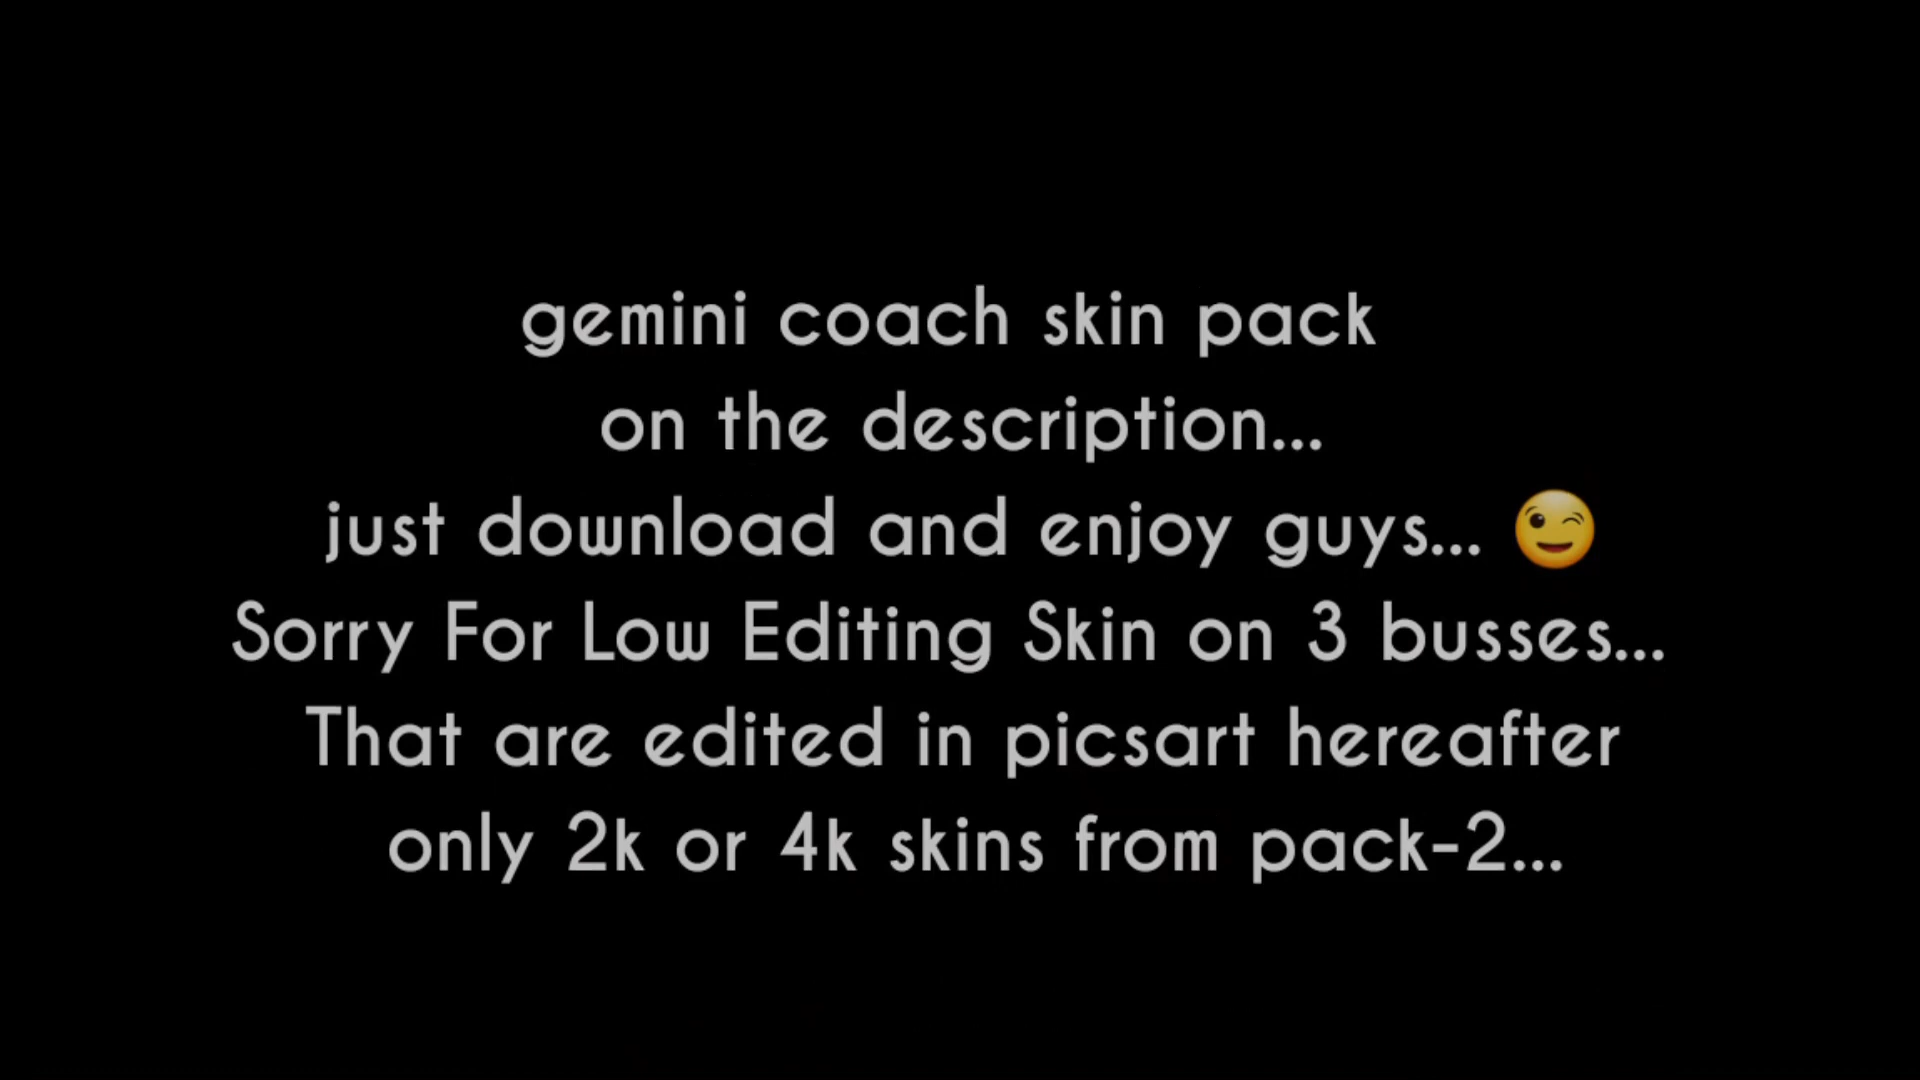 gemini coach skin pack
on the description...
just download and enjoy guys... 😉
Sorry For Low Editing Skin on 3 busses...
That are edited in picsart hereafter
only 2k or 4k skins from pack-2...